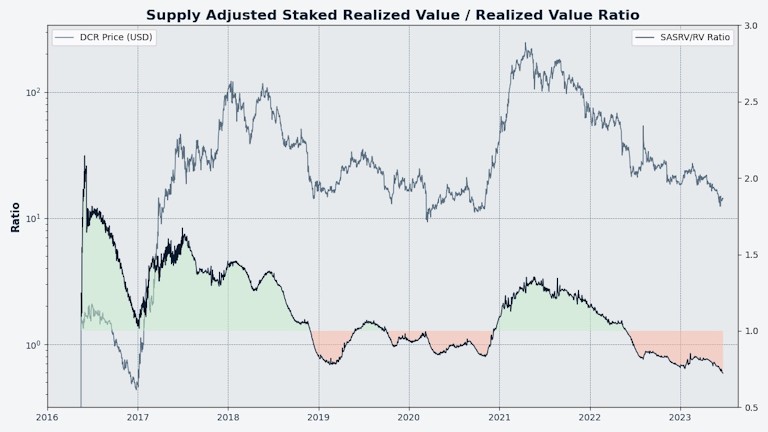 Supply Adjusted Staked Realized Value / Realized Value Ratio
DCR Price (USD)
SASRV/RV Ratio
3.0
2.5
2.0
1.5
1.0
0.5
10²
10¹
10⁰
Ratio
2016 2017 2018 2019 2020 2021 2022 2023